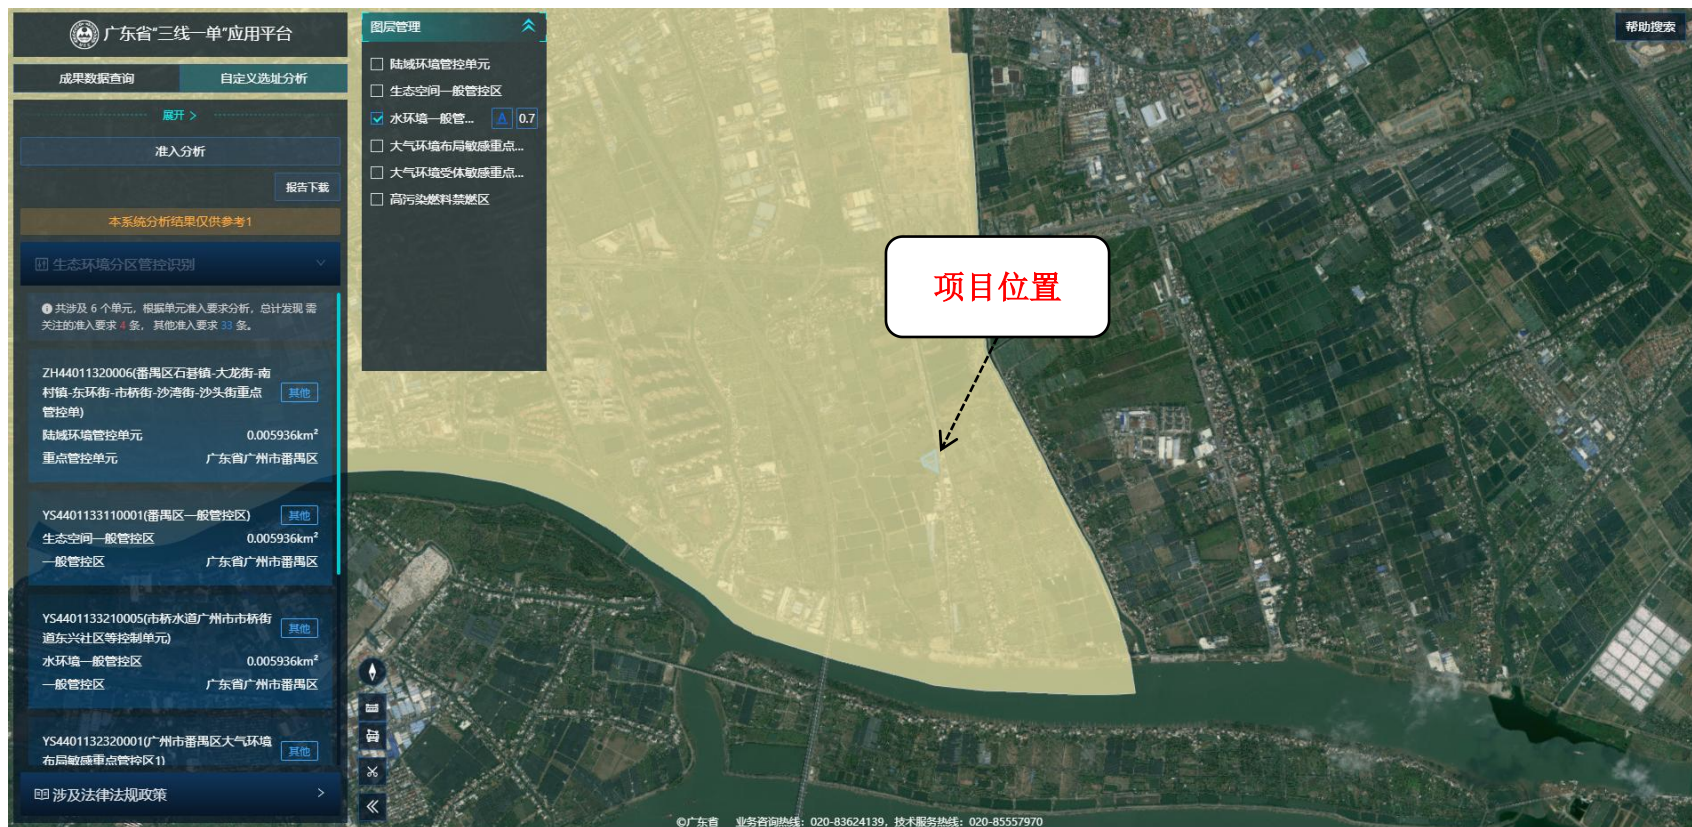 广东省“三线一单”应用平台
成果数据查询
自定义选址分析
展开 >
准入分析
报告下载
本系统分析结果仅供参考1
生态环境分区管控识别
共涉及 6 个单元，根据单元准入要求分析，总计发现 需
关注的准入要求 4 条， 其他准入要求 33 条。
ZH44011320006(番禺区石碁镇-大龙街-南
村镇-东环街-市桥街-沙湾街-沙头街重点
管控单)
其他
陆域环境管控单元 0.005936km²
重点管控单元 广东省广州市番禺区
YS4401133110001(番禺区一般管控区)
其他
生态空间一般管控区 0.005936km²
一般管控区 广东省广州市番禺区
YS4401133210005(市桥水道广州市市桥街
道东兴社区等控制单元)
其他
水环境一般管控区 0.005936km²
一般管控区 广东省广州市番禺区
YS4401132320001(广州市番禺区大气环境
布局敏感重点管控区1)
其他
涉及法律法规政策
图层管理
陆域环境管控单元
生态空间一般管控区
水环境一般管... A 0.7
大气环境布局敏感重点...
大气环境受体敏感重点...
高污染燃料禁燃区
项目位置
帮助搜索
©广东省 业务咨询热线：020-83624139，技术服务热线：020-85557970